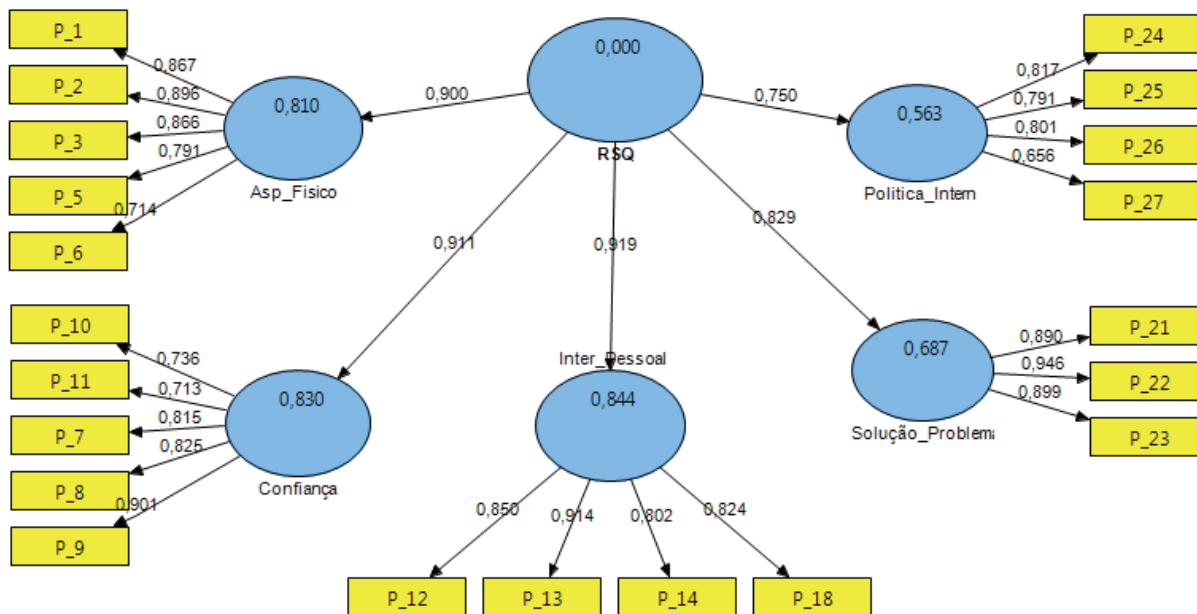 P_1
P_2
P_3
P_5
P_6
0,867
0,896
0,866
0,791
0,714
0,810
Asp_Fisico
0,900
0,000
RSQ
0,750
0,563
Politica_Intern
0,817
0,791
0,801
0,656
P_24
P_25
P_26
P_27
0,911
0,919
0,829
P_10
P_11
P_7
P_8
P_9
0,736
0,713
0,815
0,825
0,901
0,830
Confiança
Inter_Pessoal
0,844
0,850
0,914
0,802
0,824
P_12
P_13
P_14
P_18
0,687
Solução_Problema
0,890
0,946
0,899
P_21
P_22
P_23